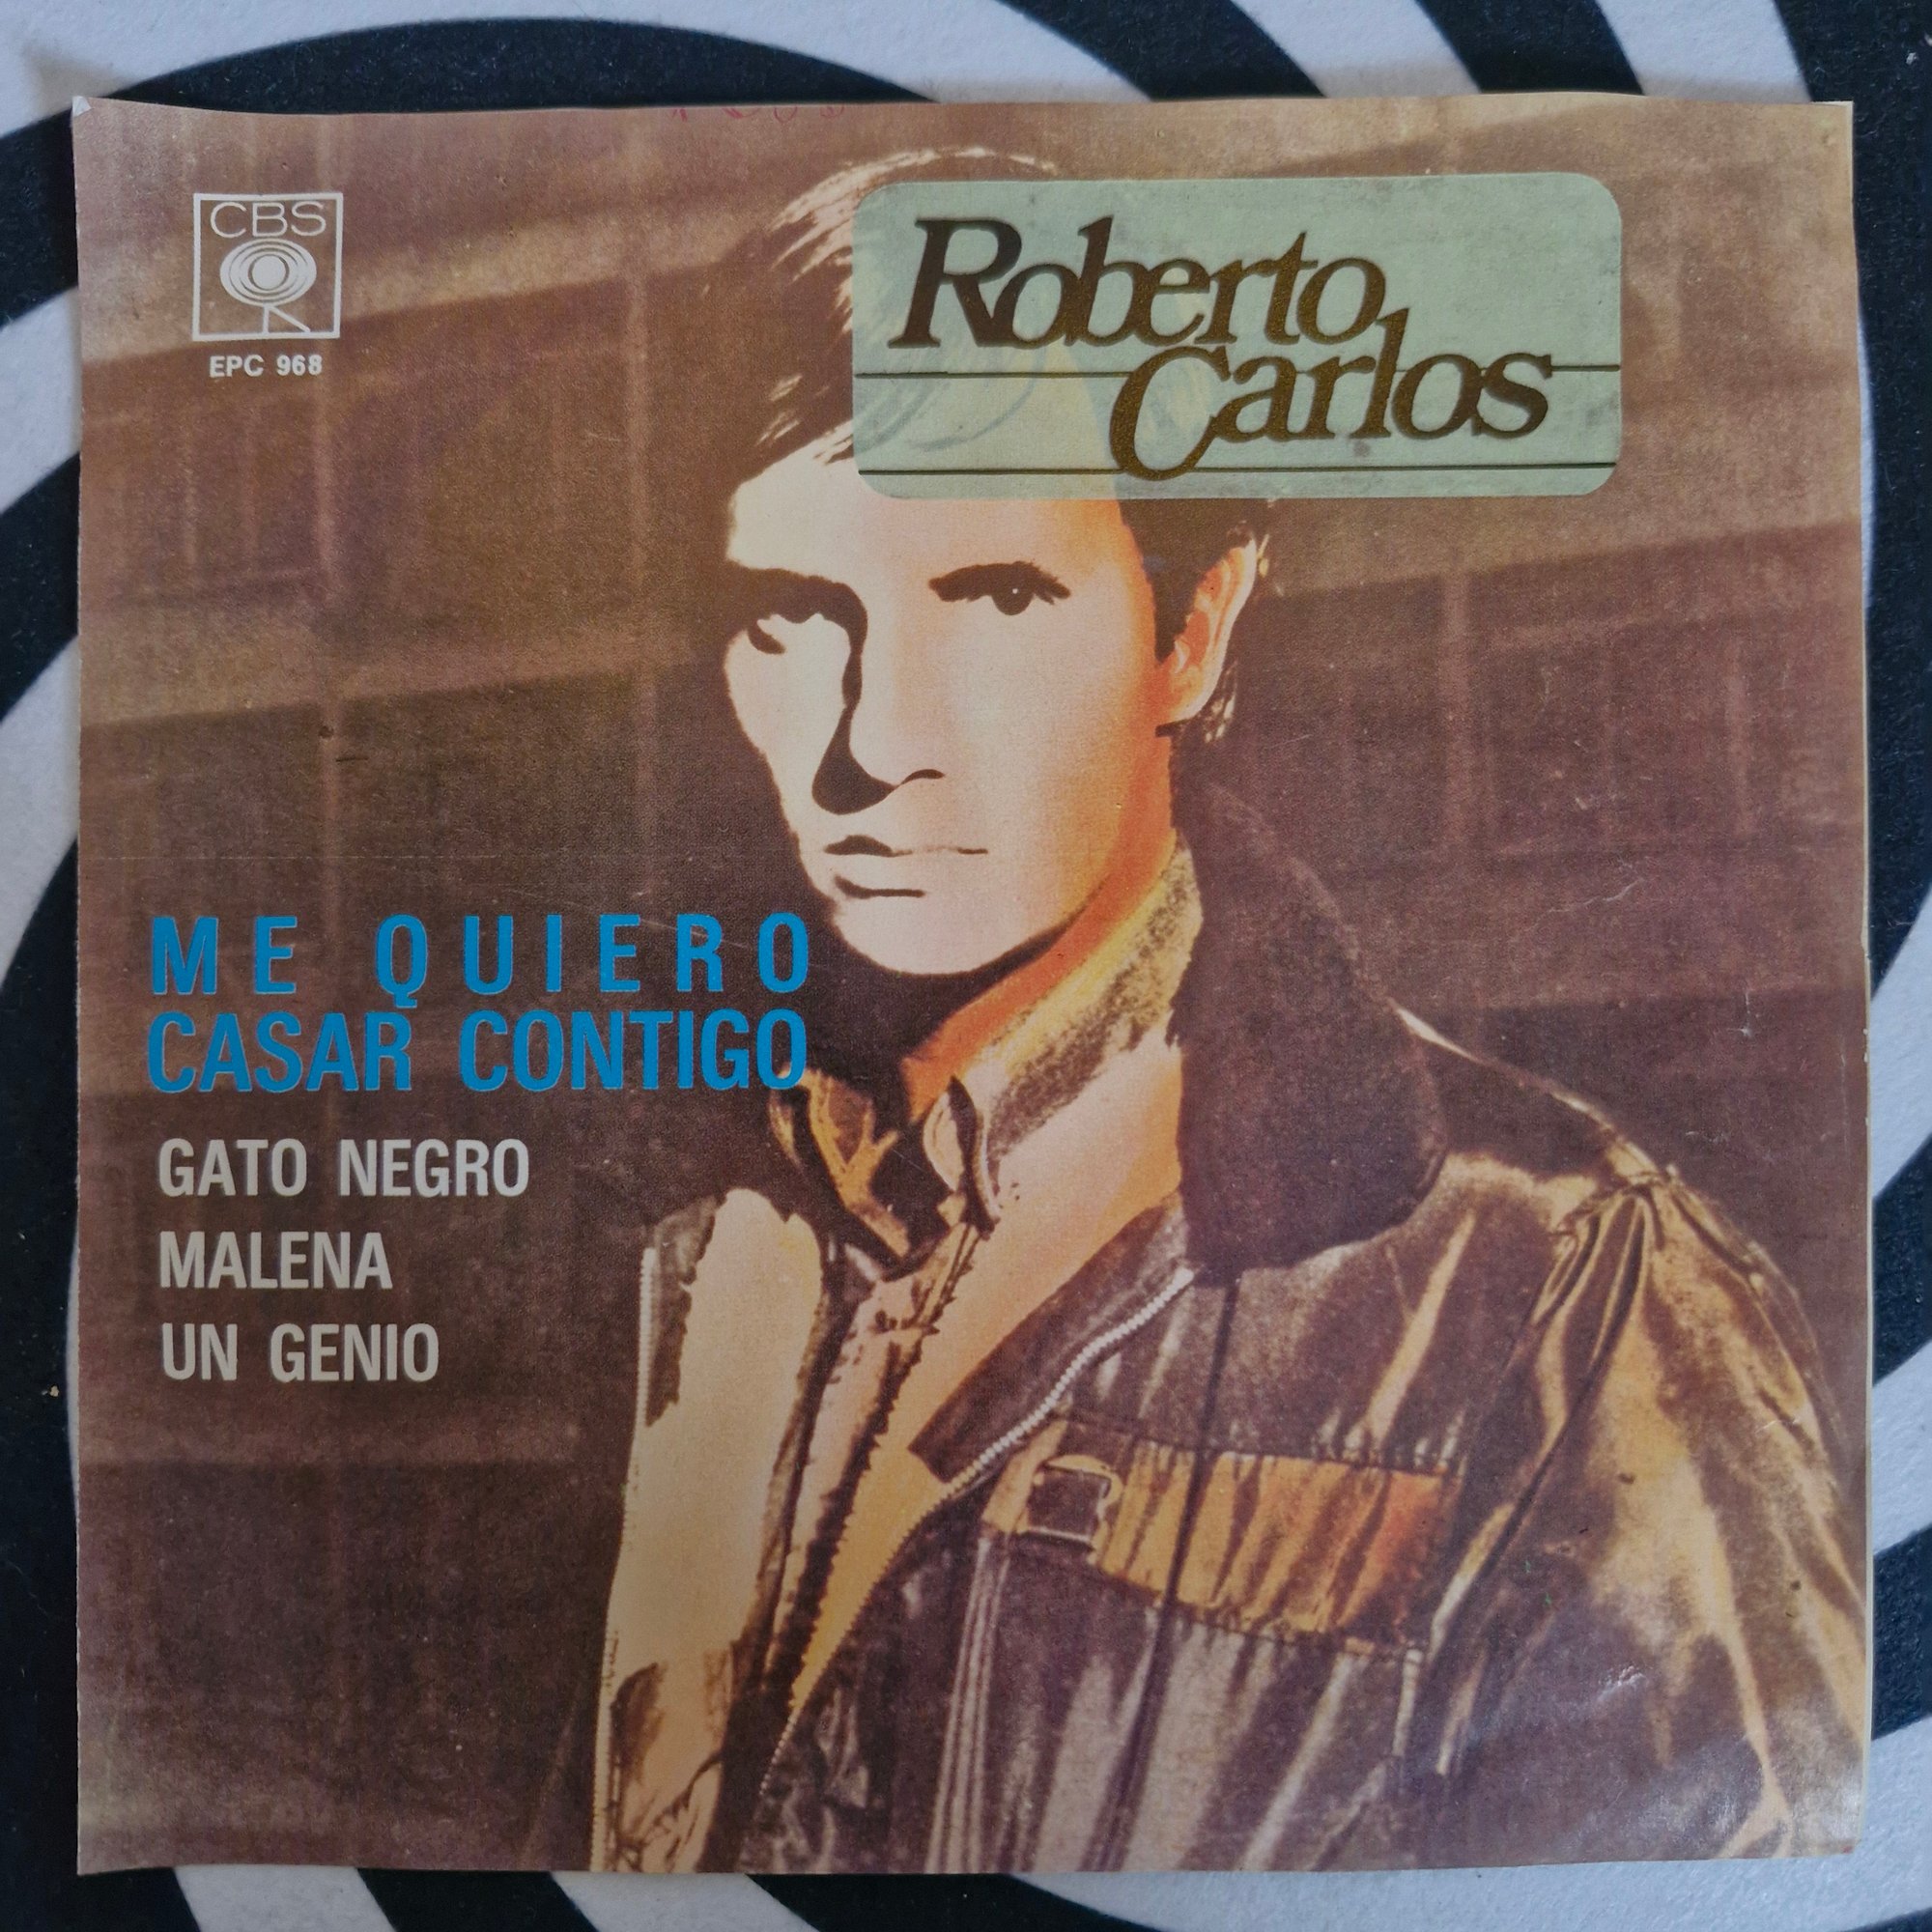 CBS
EPC 968
Roberto
Carlos
ME QUIERO
CASAR CONTIGO
GATO NEGRO
MALENA
UN GENIO